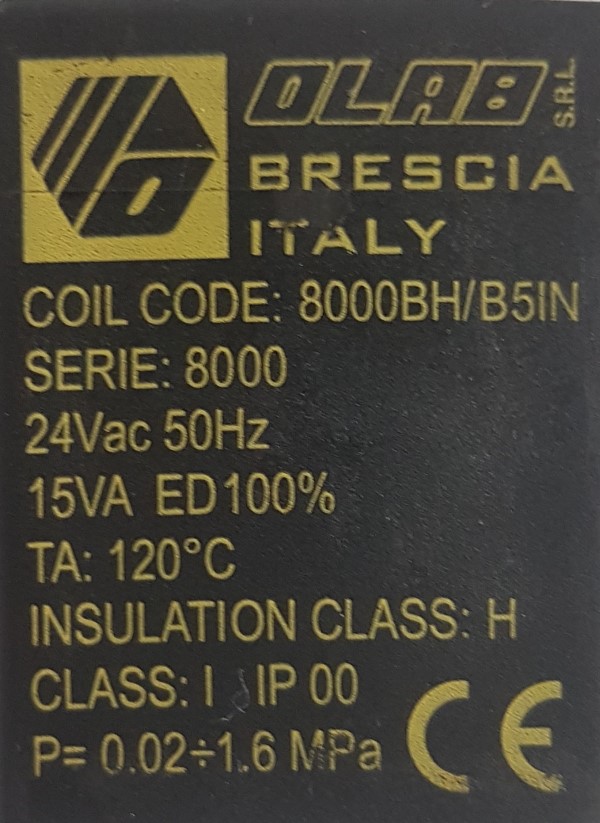 OLAB S.R.L.
BRESCIA
ITALY
COIL CODE: 8000BH/B5IN
SERIE: 8000
24Vac 50Hz
15VA ED100%
TA: 120°C
INSULATION CLASS: H
CLASS: I IP 00
P= 0.02÷1.6 MPa
CE